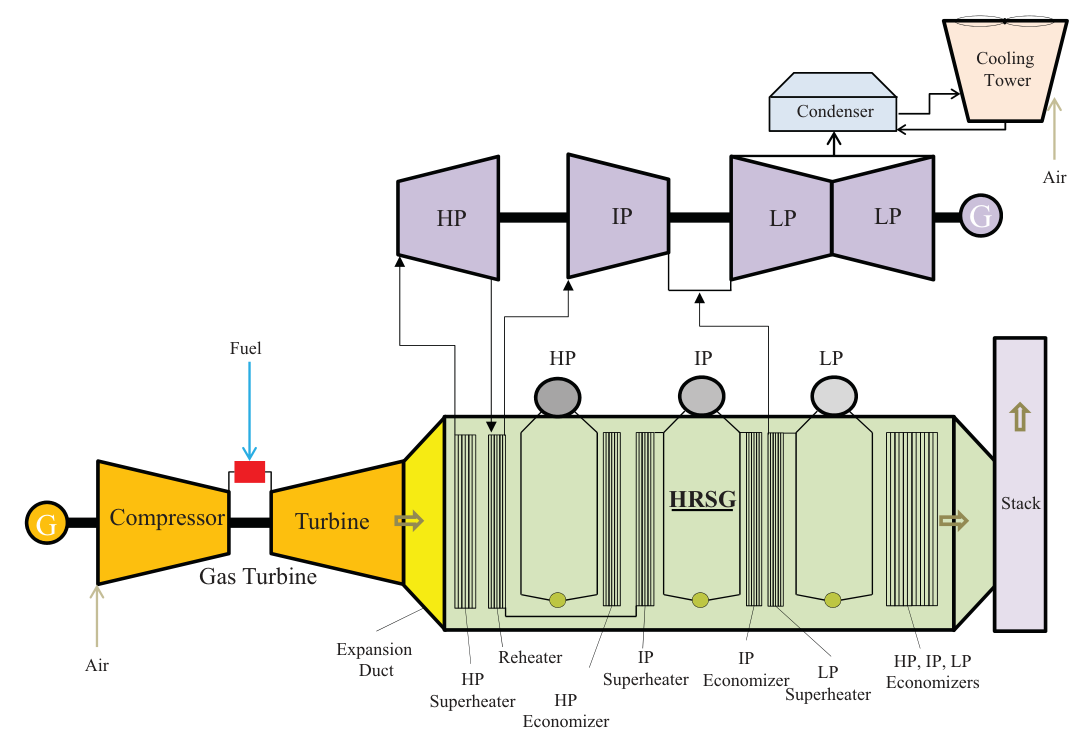 Cooling
Tower
Condenser
Air
HP
IP
LP
LP
G
Fuel
HP
IP
LP
HRSG
G
Compressor
Turbine
Stack
Gas Turbine
Air
Expansion
Duct
HP
Superheater
Reheater
HP
Economizer
IP
Superheater
IP
Economizer
LP
Superheater
HP, IP, LP
Economizers